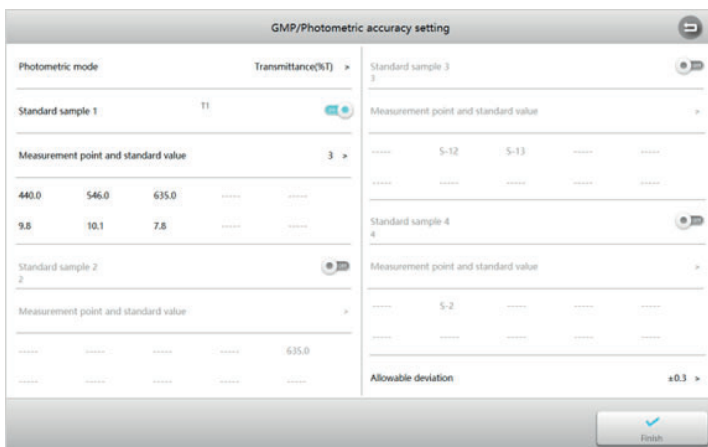 GMP/Photometric accuracy setting
Photometric mode Transmittance(%T) >
Standard sample 1 T1
Measurement point and standard value 3 >
440.0 546.0 635.0 ----- -----
9.8 10.1 7.8 ----- -----
Standard sample 2
2
Measurement point and standard value >
----- ----- ----- ----- 635.0
----- ----- ----- ----- -----
Standard sample 3
3
Measurement point and standard value >
----- S-12 S-13 ----- -----
----- ----- ----- ----- -----
Standard sample 4
4
Measurement point and standard value >
----- S-2 ----- ----- -----
----- ----- ----- ----- -----
Allowable deviation ±0.3 >
Finish